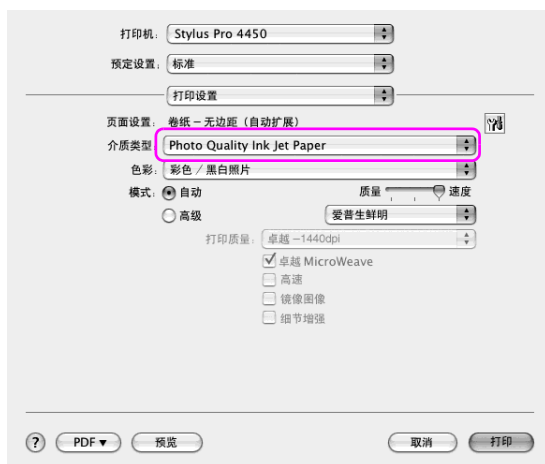 打印机: Stylus Pro 4450
预定设置: 标准
打印设置
页面设置: 卷纸 – 无边距（自动扩展）
介质类型: Photo Quality Ink Jet Paper
色彩: 彩色 / 黑白照片
模式: 自动 质量 速度
高级 爱普生鲜明
打印质量: 卓越 –1440dpi
卓越 MicroWeave
高速
镜像图像
细节增强
? PDF 预览 取消 打印